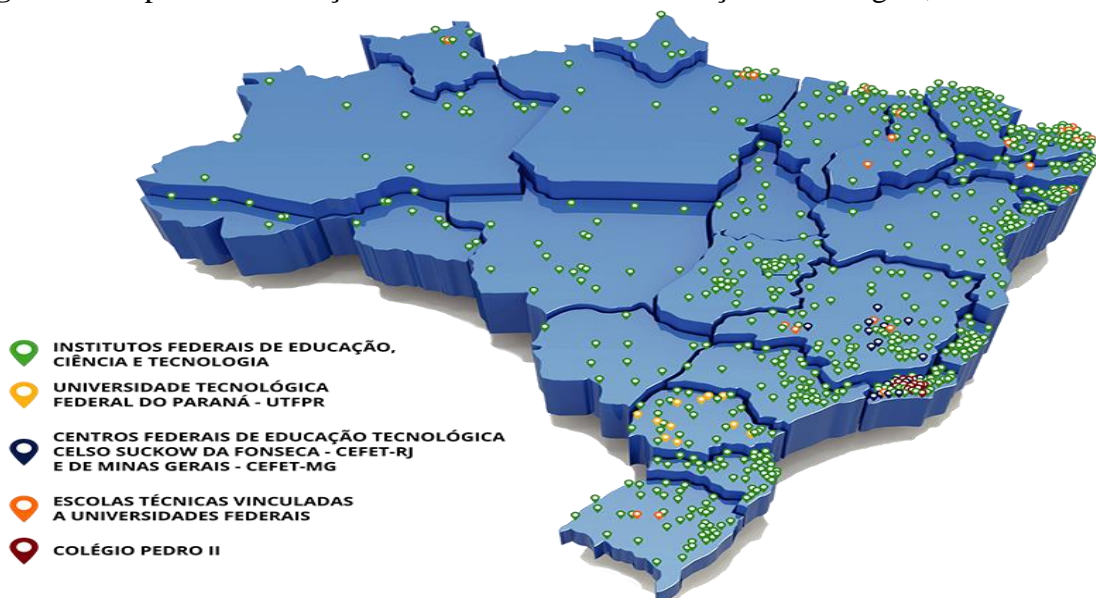 INSTITUTOS FEDERAIS DE EDUCAÇÃO,
CIÊNCIA E TECNOLOGIA
UNIVERSIDADE TECNOLÓGICA
FEDERAL DO PARANÁ - UTFPR
CENTROS FEDERAIS DE EDUCAÇÃO TECNOLÓGICA
CELSO SUCKOW DA FONSECA - CEFET-RJ
E DE MINAS GERAIS - CEFET-MG
ESCOLAS TÉCNICAS VINCULADAS
A UNIVERSIDADES FEDERAIS
COLÉGIO PEDRO II